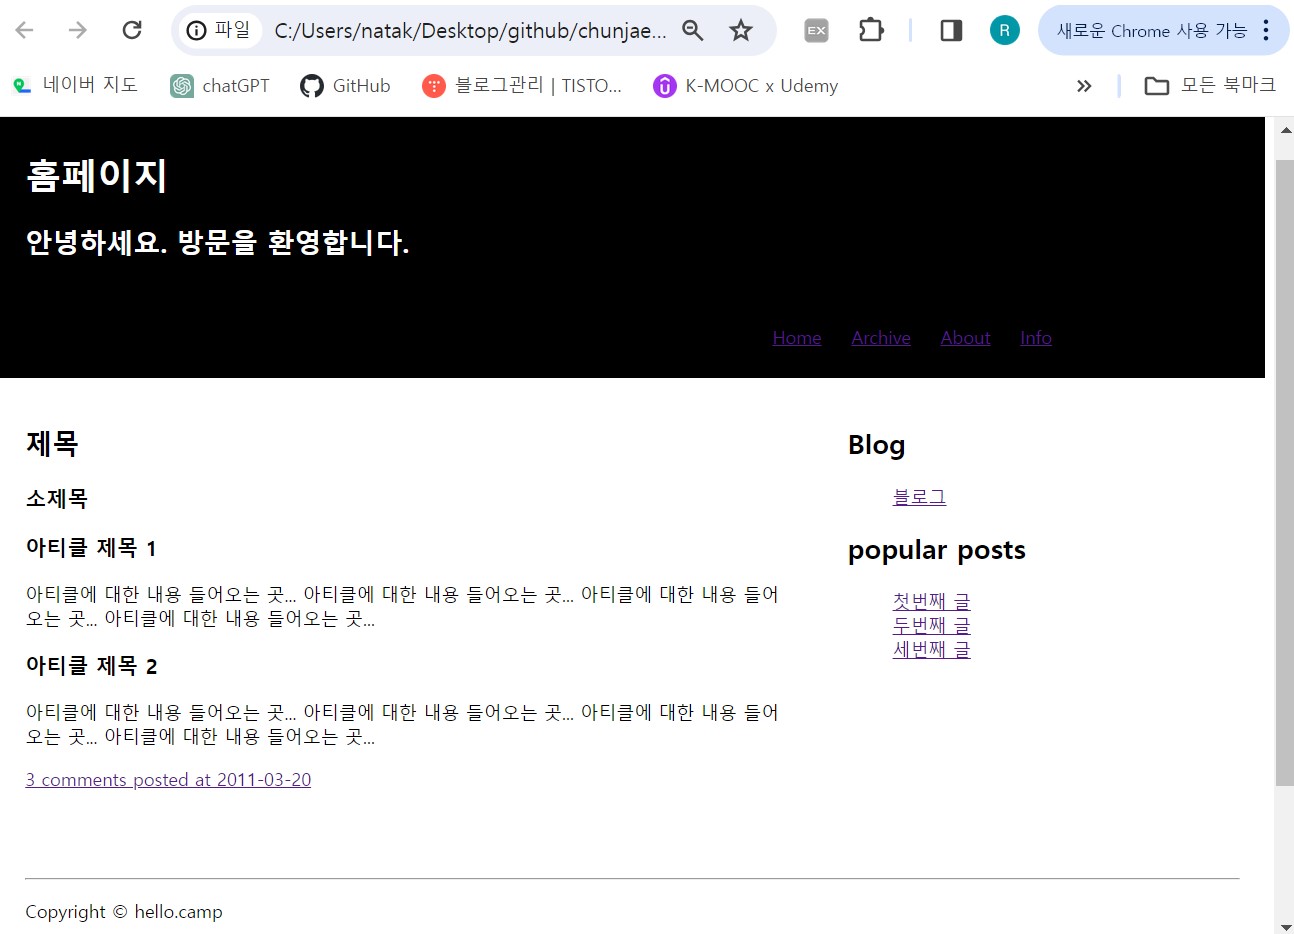 파일 C:/Users/natak/Desktop/github/chunjae... EX R 새로운 Chrome 사용 가능
네이버 지도 chatGPT GitHub 블로그관리 | TISTO... K-MOOC x Udemy 모든 북마크
홈페이지
안녕하세요. 방문을 환영합니다.
Home Archive About Info
제목
소제목
아티클 제목 1
아티클에 대한 내용 들어오는 곳... 아티클에 대한 내용 들어오는 곳... 아티클에 대한 내용 들어
오는 곳... 아티클에 대한 내용 들어오는 곳...
아티클 제목 2
아티클에 대한 내용 들어오는 곳... 아티클에 대한 내용 들어오는 곳... 아티클에 대한 내용 들어
오는 곳... 아티클에 대한 내용 들어오는 곳...
3 comments posted at 2011-03-20
Blog
블로그
popular posts
첫번째 글
두번째 글
세번째 글
Copyright © hello.camp